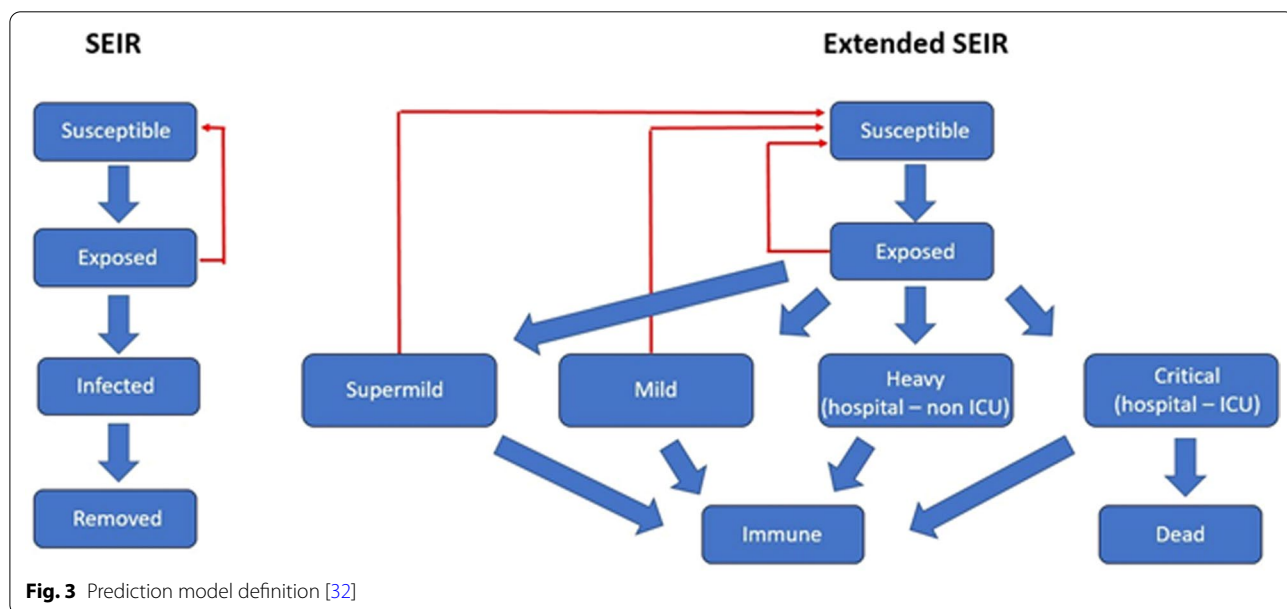 SEIR
Susceptible
Exposed
Infected
Removed
Extended SEIR
Susceptible
Exposed
Supermild
Mild
Heavy
(hospital – non ICU)
Critical
(hospital – ICU)
Immune
Dead
Fig. 3 Prediction model definition [32]